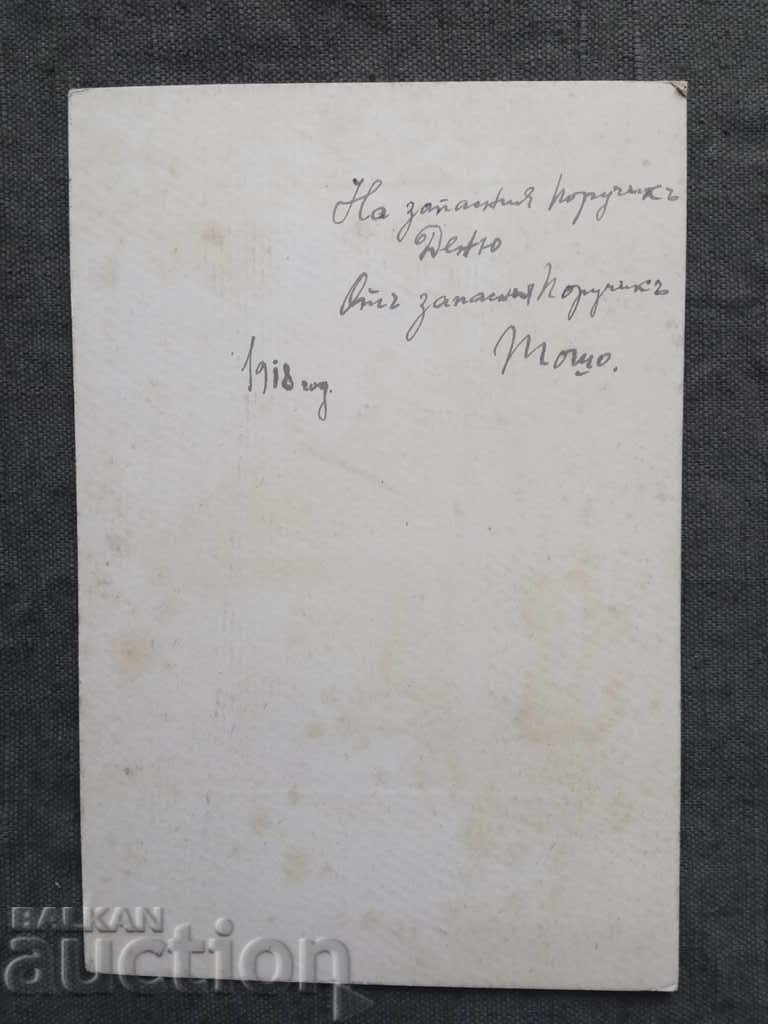 На запасния поручикъ
Деню
Отъ запасния поручикъ
Тошо.
1918 год.
BALKAN
auction